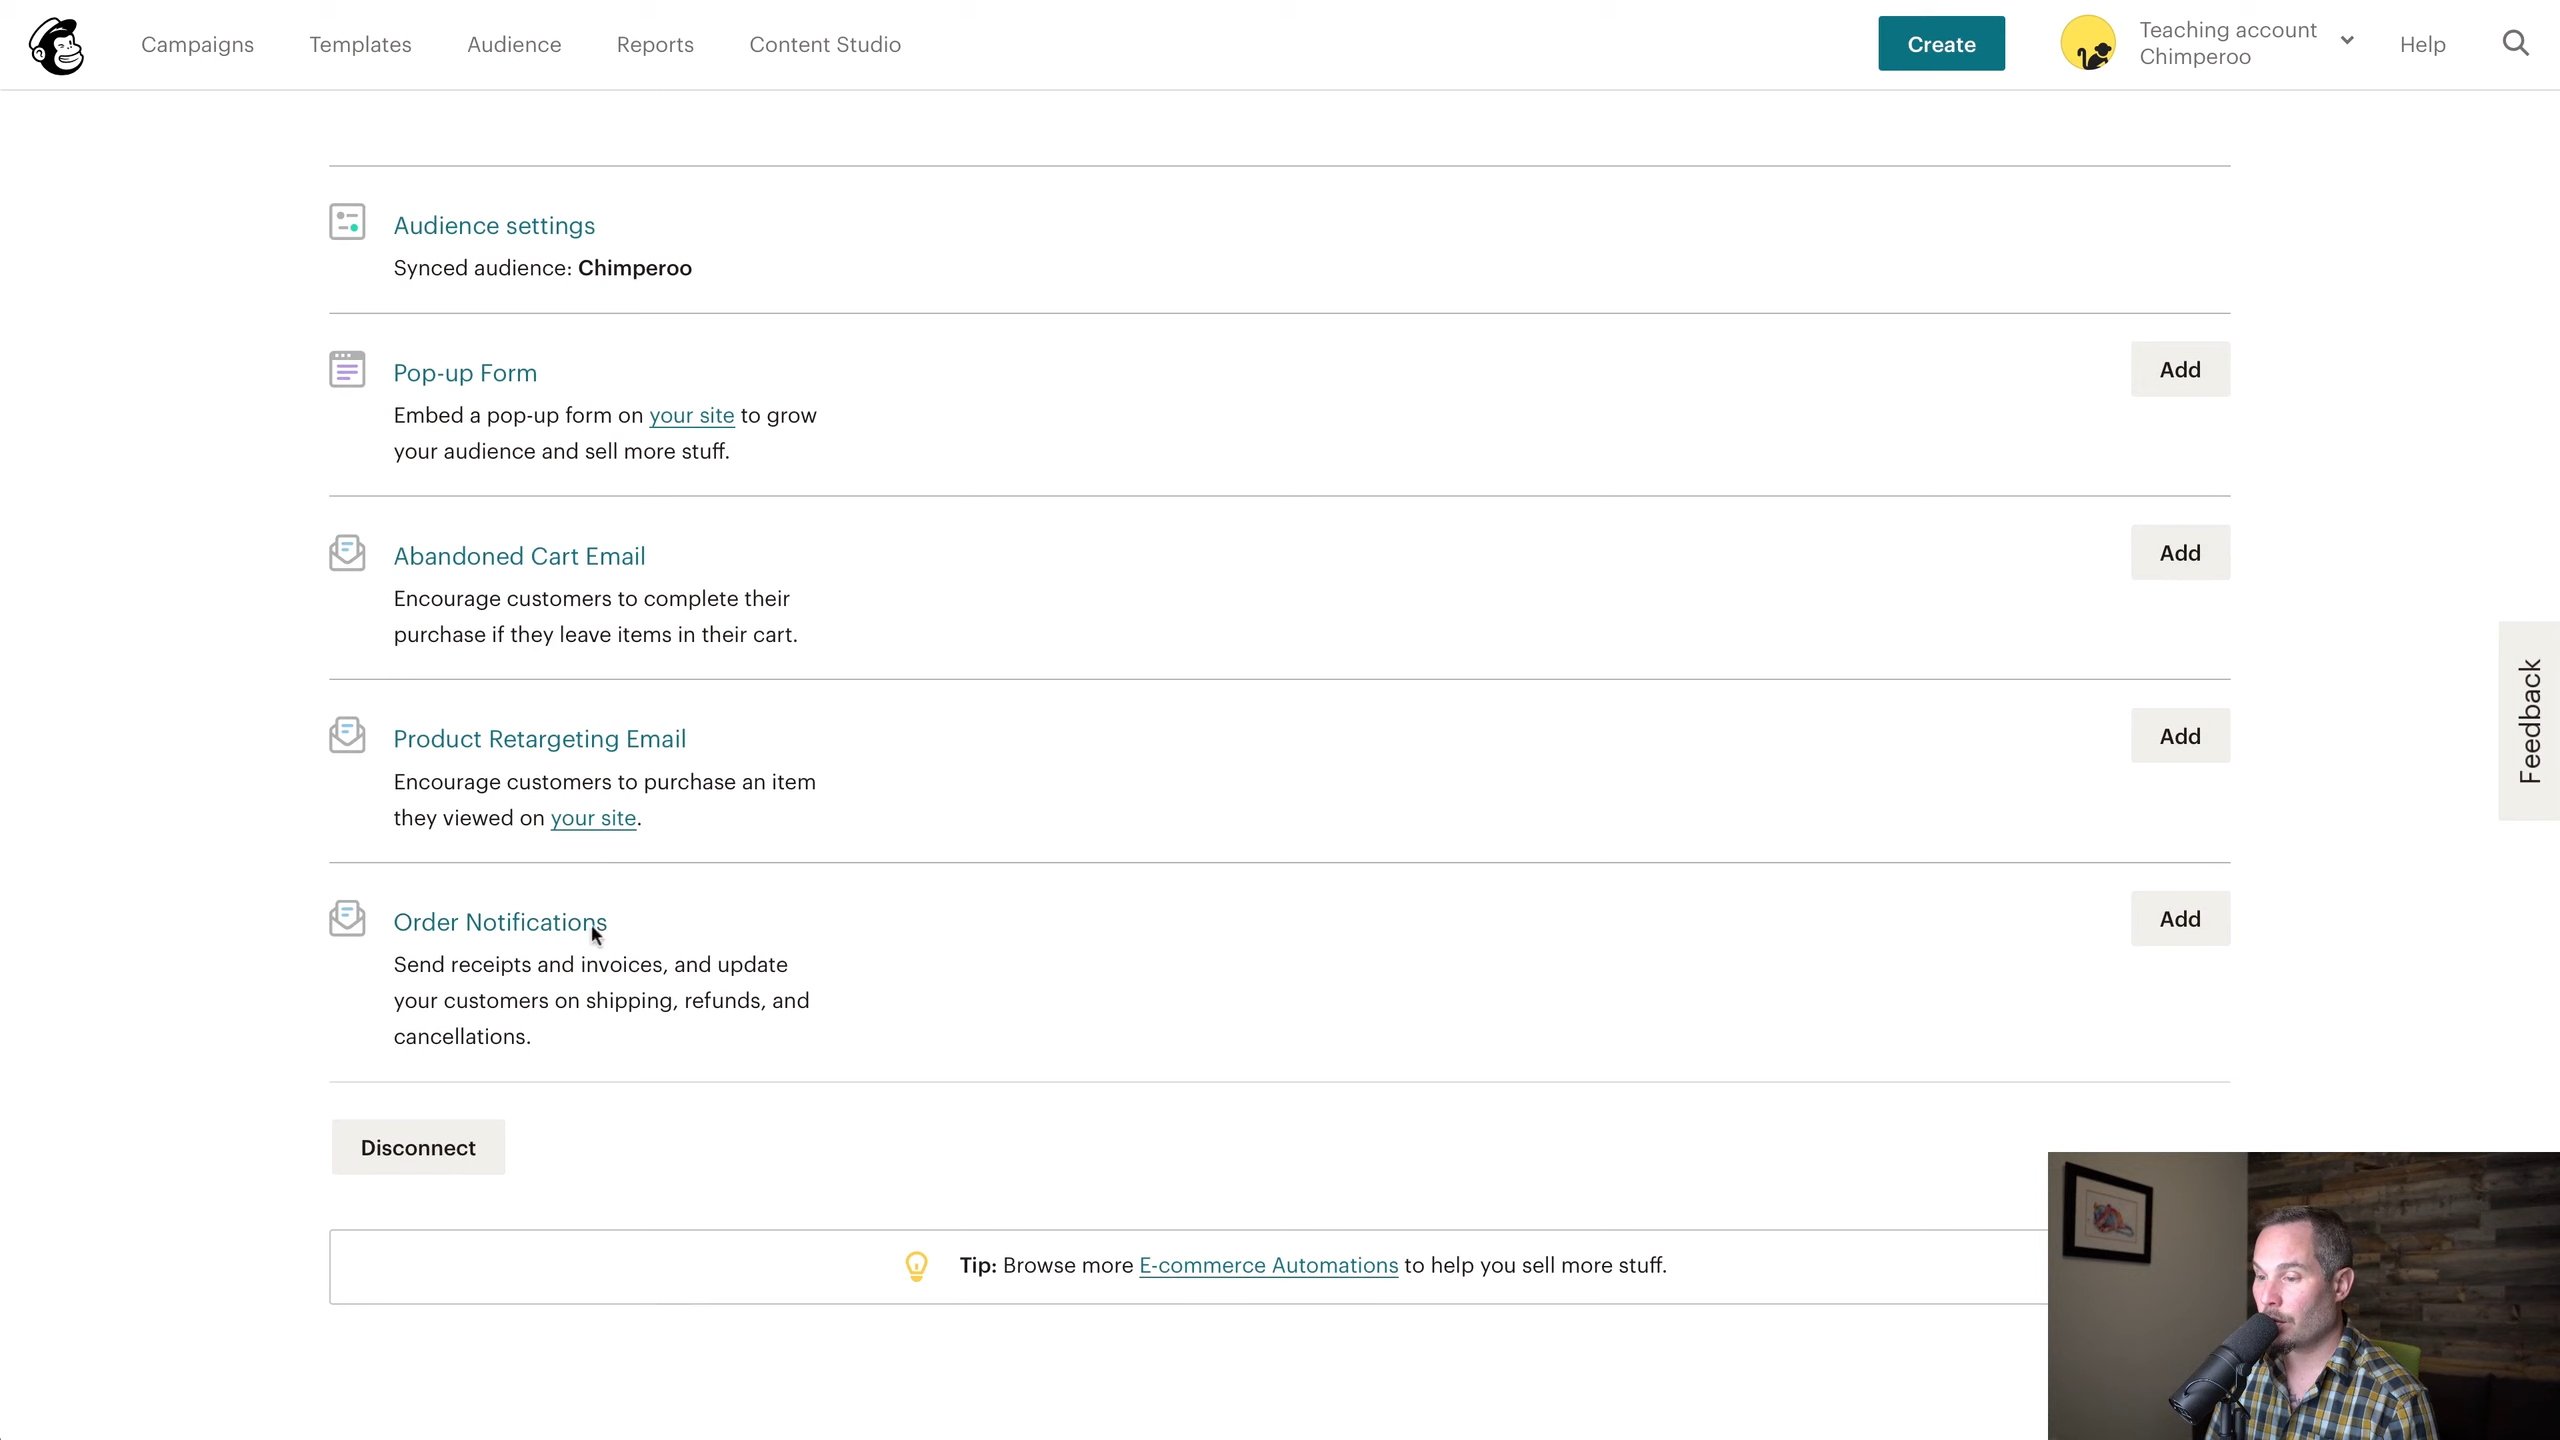 Campaigns
Templates
Audience
Reports
Content Studio
Create
Teaching account
Chimperoo
Help
Audience settings
Synced audience: Chimperoo
Pop-up Form
Add
Embed a pop-up form on your site to grow
your audience and sell more stuff.
Abandoned Cart Email
Add
Encourage customers to complete their
purchase if they leave items in their cart.
Product Retargeting Email
Add
Encourage customers to purchase an item
they viewed on your site.
Order Notifications
Add
Send receipts and invoices, and update
your customers on shipping, refunds, and
cancellations.
Feedback
Disconnect
Tip: Browse more E-commerce Automations to help you sell more stuff.